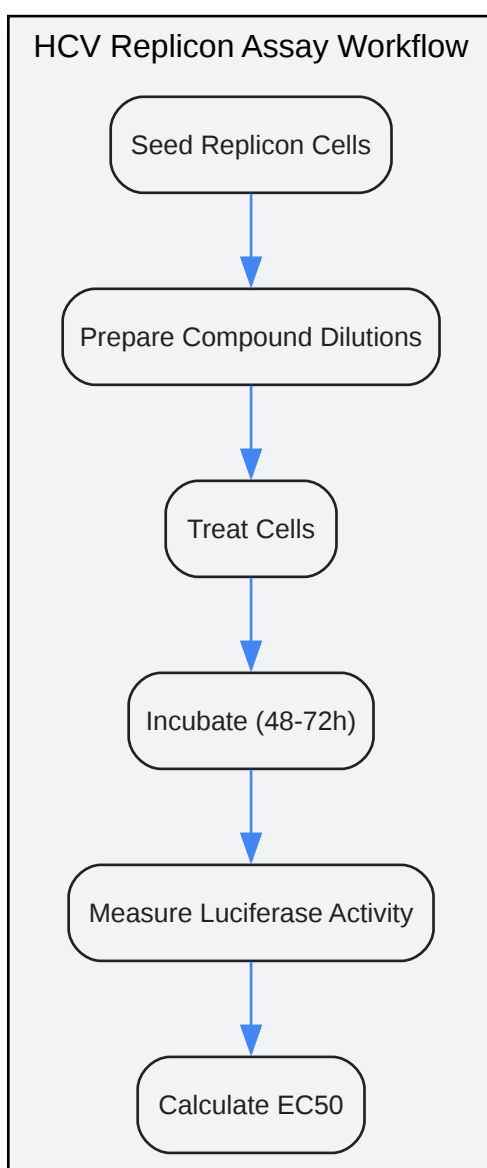 HCV Replicon Assay Workflow
Seed Replicon Cells
Prepare Compound Dilutions
Treat Cells
Incubate (48-72h)
Measure Luciferase Activity
Calculate EC50